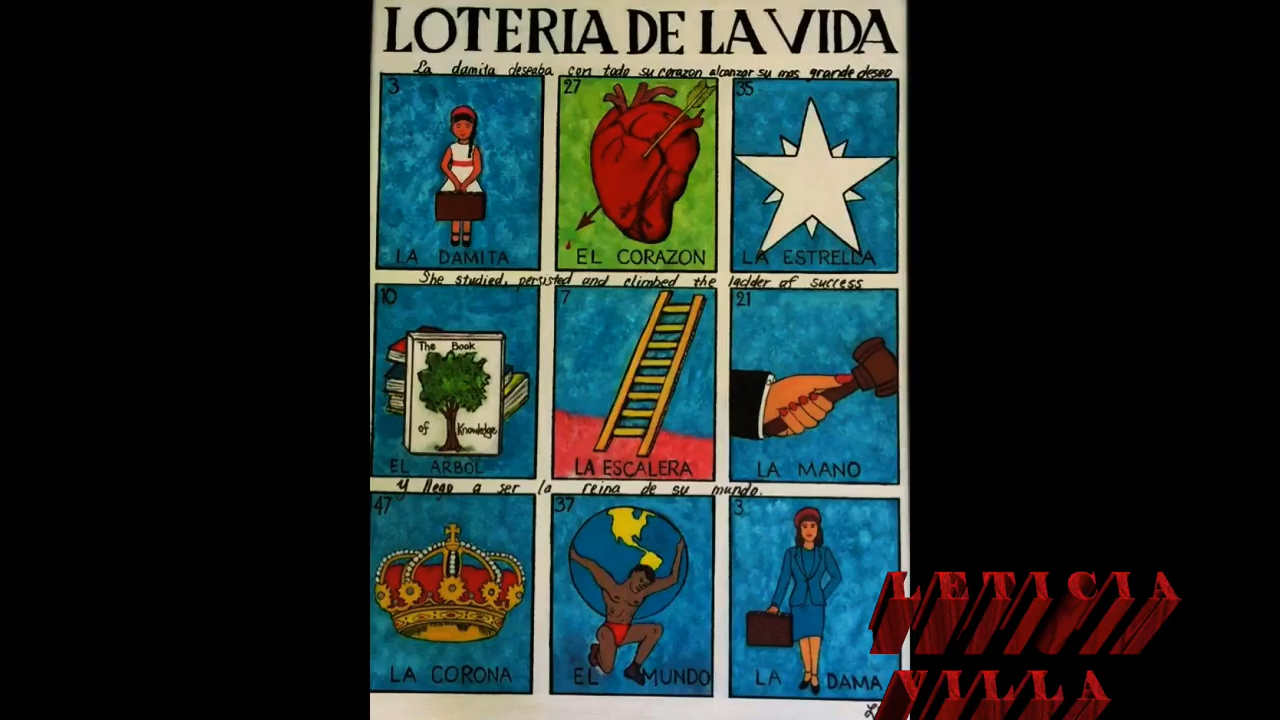 LOTERIA DE LA VIDA
La damita deseaba con todo su corazon alcanzar su mas grande deseo
3 27 35
LA DAMITA EL CORAZON LA ESTRELLA
She studied, persisted and climbed the ladder of success
10 7 21
The Book
of Knowledge
EL ARBOL LA ESCALERA LA MANO
Y llego a ser la reina de su mundo.
47 37 3
LA CORONA EL MUNDO LA DAMA
LETICIA
VILLA